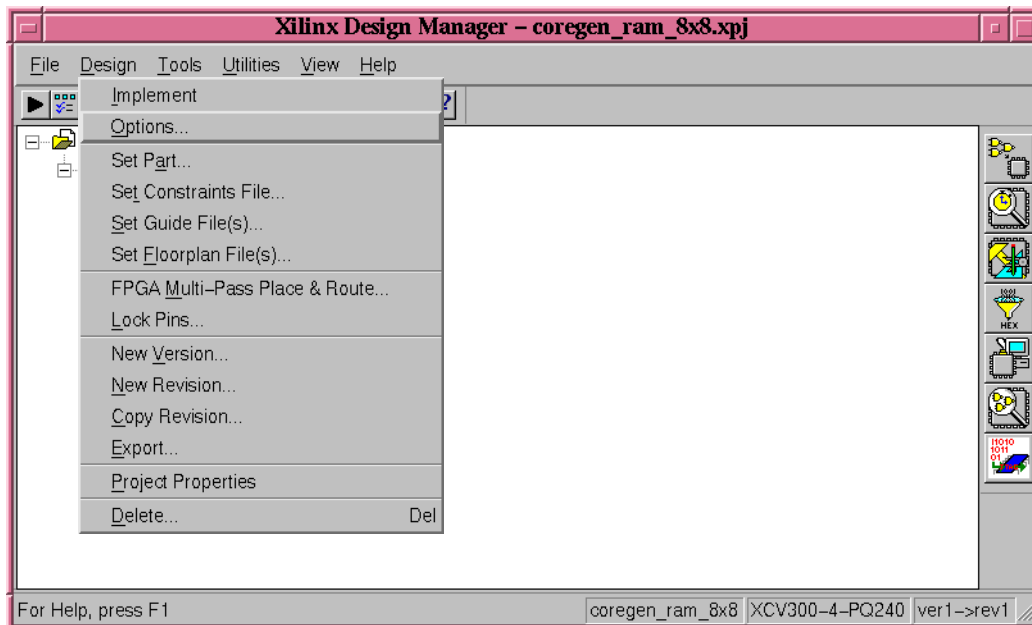 Xilinx Design Manager – coregen_ram_8x8.xpj
File Design Tools Utilities View Help
Implement
Options...
Set Part...
Set Constraints File...
Set Guide File(s)...
Set Floorplan File(s)...
FPGA Multi–Pass Place & Route...
Lock Pins...
New Version...
New Revision...
Copy Revision...
Export...
Project Properties
Delete... Del
HEX
11010
1011
01
For Help, press F1 coregen_ram_8x8 XCV300–4–PQ240 ver1–>rev1